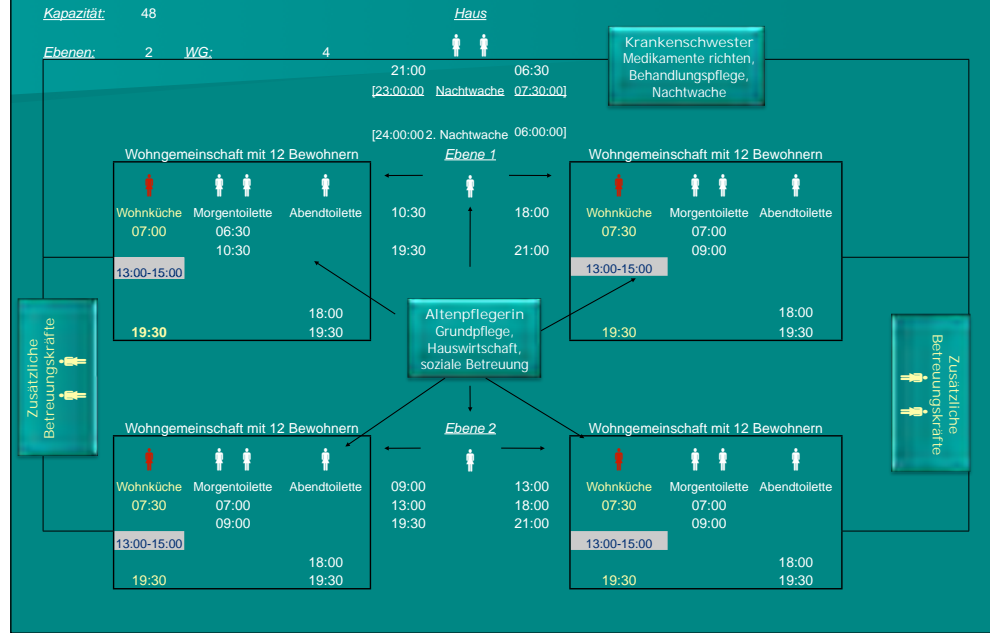 Kapazität: 48 Haus
Ebenen: 2 WG: 4
Krankenschwester
Medikamente richten,
Behandlungspflege,
Nachtwache
21:00 06:30
[23:00:00 Nachtwache 07:30:00]
[24:00:00 2. Nachtwache 06:00:00]
Wohngemeinschaft mit 12 Bewohnern
Wohnküche Morgentoilette Abendtoilette
07:00 06:30
10:30
13:00-15:00
18:00
19:30 19:30
Ebene 1
10:30 18:00
19:30 21:00
Wohngemeinschaft mit 12 Bewohnern
Wohnküche Morgentoilette Abendtoilette
07:30 07:00
09:00
13:00-15:00
18:00
19:30 19:30
Zusätzliche
Betreuungskräfte
Altenpflegerin
Grundpflege,
Hauswirtschaft,
soziale Betreuung
Zusätzliche
Betreuungskräfte
Wohngemeinschaft mit 12 Bewohnern
Wohnküche Morgentoilette Abendtoilette
07:30 07:00
09:00
13:00-15:00
18:00
19:30 19:30
Ebene 2
09:00 13:00
13:00 18:00
19:30 21:00
Wohngemeinschaft mit 12 Bewohnern
Wohnküche Morgentoilette Abendtoilette
07:30 07:00
09:00
13:00-15:00
18:00
19:30 19:30